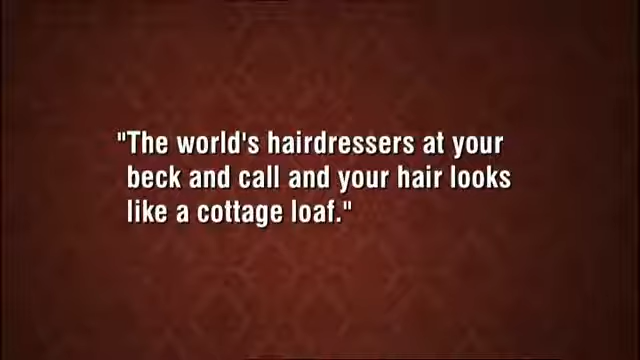 "The world's hairdressers at your
beck and call and your hair looks
like a cottage loaf."